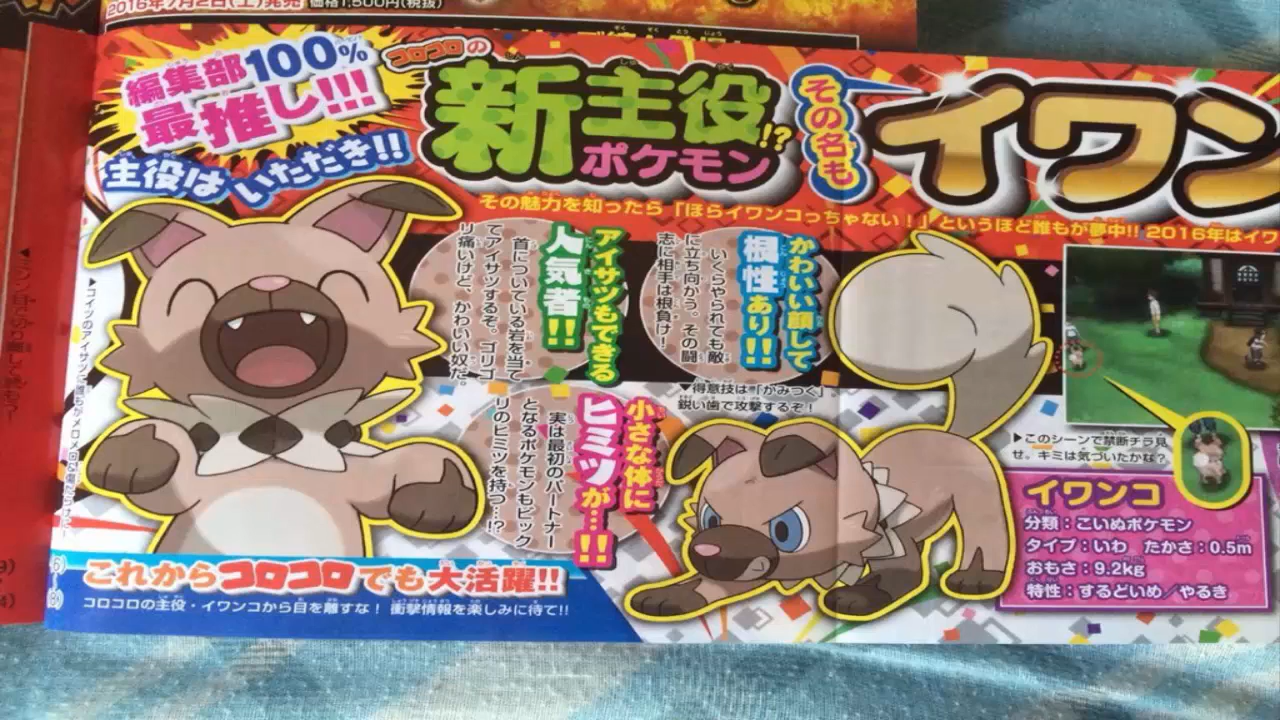 2016年7月2日(土)発売 価格1,500円(税抜)
編集部100%
最推し!!!
主役はいただき!!
コロコロの
新主役!?
ポケモン
その名も
イワン
その魅力を知ったら「ほらイワンコっちゃない!」というほど誰もが夢中!! 2016年はイワ
かわいい顔して
根性あり!!
いくらやられても敵
に立ち向かう。その闘
志に相手は根負け!
▼得意技は「かみつく」
鋭い歯で攻撃するぞ!
アイサツもできる
人気者!!
首についている岩を当て
てアイサツするぞ。ゴリゴ
リ痛いけど、かわいい奴だ。
小さな体に
ヒミツが…!!
実は最初のパートナー
となるポケモンもビック
リのヒミツを持つ…!?
▶このシーンで禁断チラ見
せ。キミは気づいたかな?
イワンコ
分類:こいぬポケモン
タイプ:いわ たかさ:0.5m
おもさ:9.2kg
特性:するどいめ/やるき
これからコロコロでも大活躍!!
コロコロの主役・イワンコから目を離すな! 衝撃情報を楽しみに待て!!